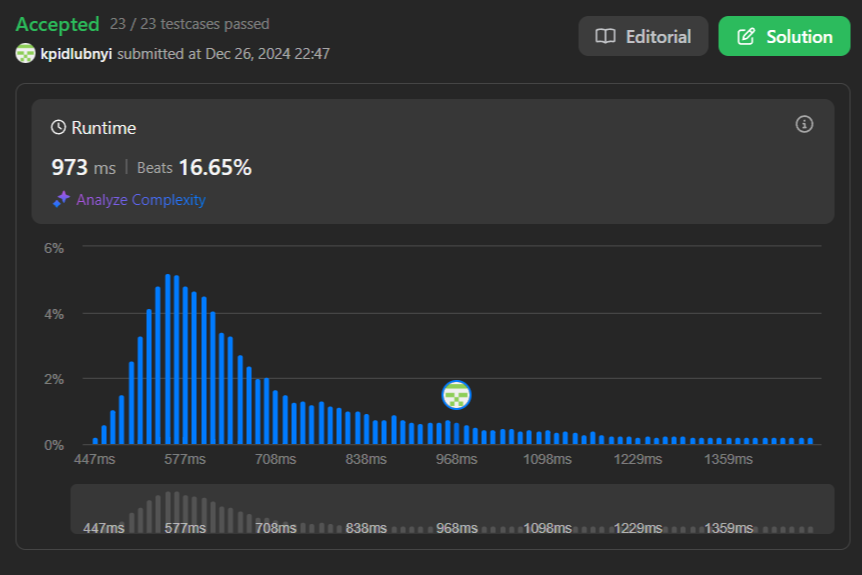 Accepted 23 / 23 testcases passed
kpidlubnyi submitted at Dec 26, 2024 22:47
Editorial
Solution
Runtime
973 ms | Beats 16.65%
Analyze Complexity
6%
4%
2%
0%
447ms 577ms 708ms 838ms 968ms 1098ms 1229ms 1359ms
447ms 577ms 708ms 838ms 968ms 1098ms 1229ms 1359ms